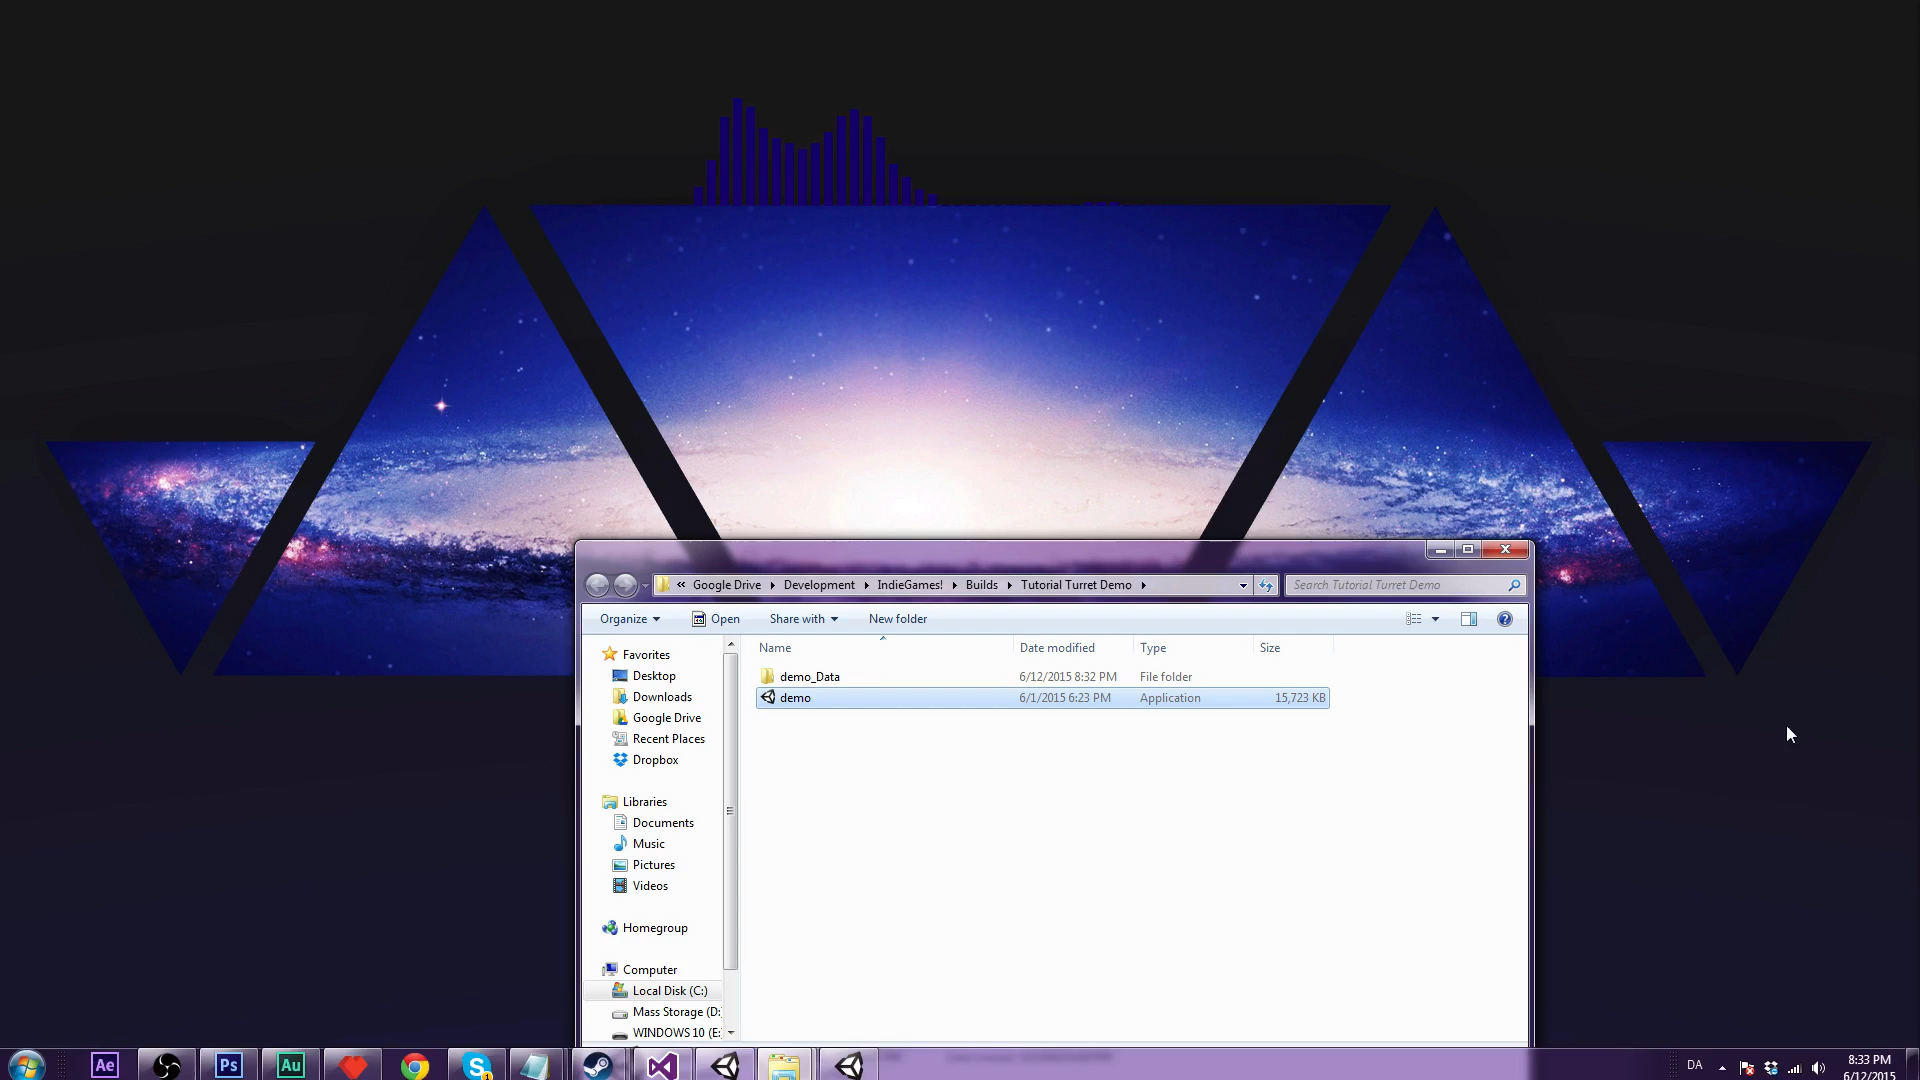 « Google Drive ▸ Development ▸ IndieGames! ▸ Builds ▸ Tutorial Turret Demo ▸
Search Tutorial Turret Demo
Organize Open Share with New folder
Name Date modified Type Size
demo_Data 6/12/2015 8:32 PM File folder
demo 6/1/2015 6:23 PM Application 15,723 KB
Favorites
Desktop
Downloads
Google Drive
Recent Places
Dropbox
Libraries
Documents
Music
Pictures
Videos
Homegroup
Computer
Local Disk (C:)
Mass Storage (D:
WINDOWS 10 (E:
Ae Ps Au S 1
DA
8:33 PM
6/12/2015